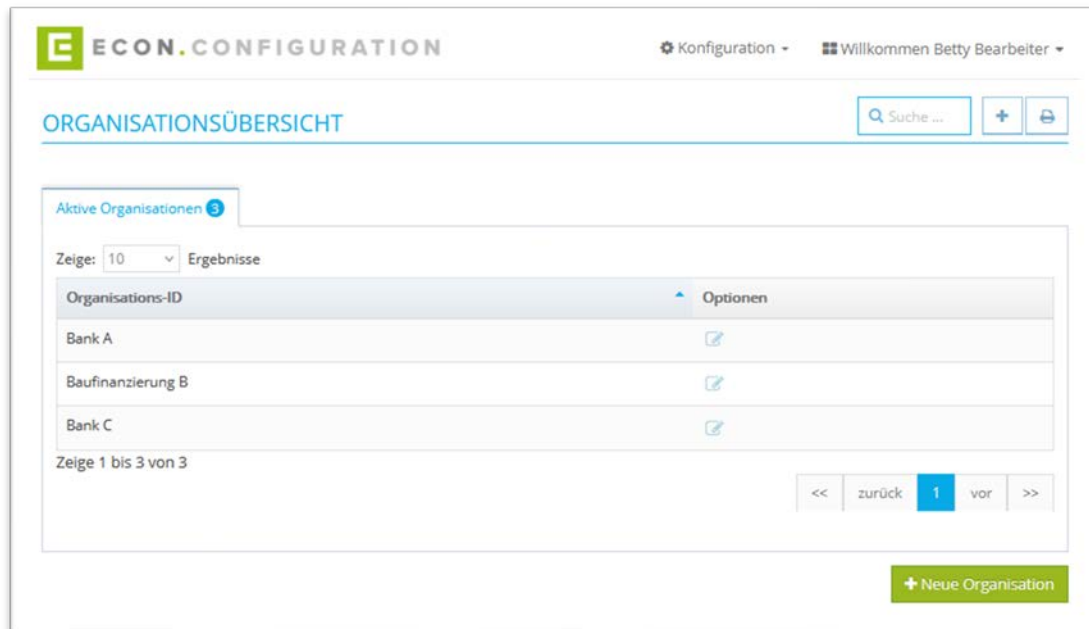 E ECON.CONFIGURATION Konfiguration Willkommen Betty Bearbeiter
ORGANISATIONSÜBERSICHT Suche ...
Aktive Organisationen 3
Zeige: 10 Ergebnisse
Organisations-ID Optionen
Bank A
Baufinanzierung B
Bank C
Zeige 1 bis 3 von 3
<< zurück 1 vor >>
Neue Organisation